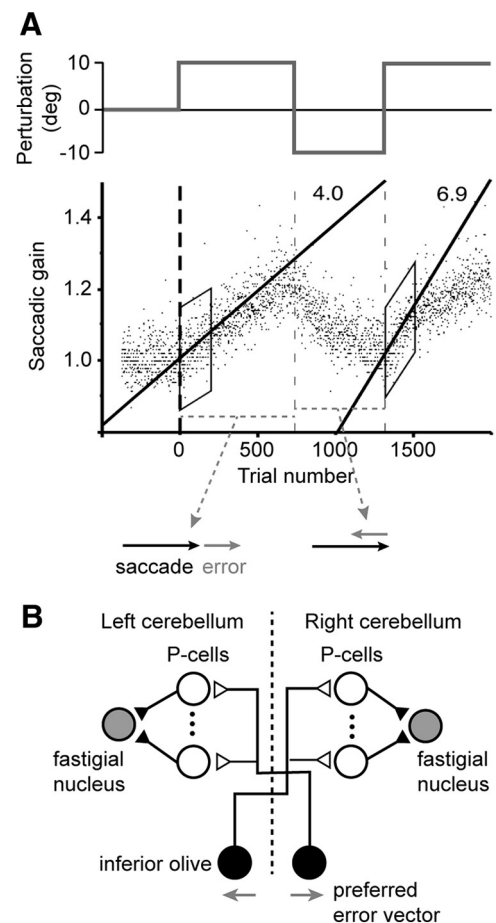 A
Perturbation
(deg)
10
0
-10
Saccadic gain
1.4
1.2
1.0
4.0
6.9
0
500
1000
1500
Trial number
saccade error
B
Left cerebellum
Right cerebellum
P-cells
P-cells
fastigial
nucleus
fastigial
nucleus
inferior olive
preferred
error vector